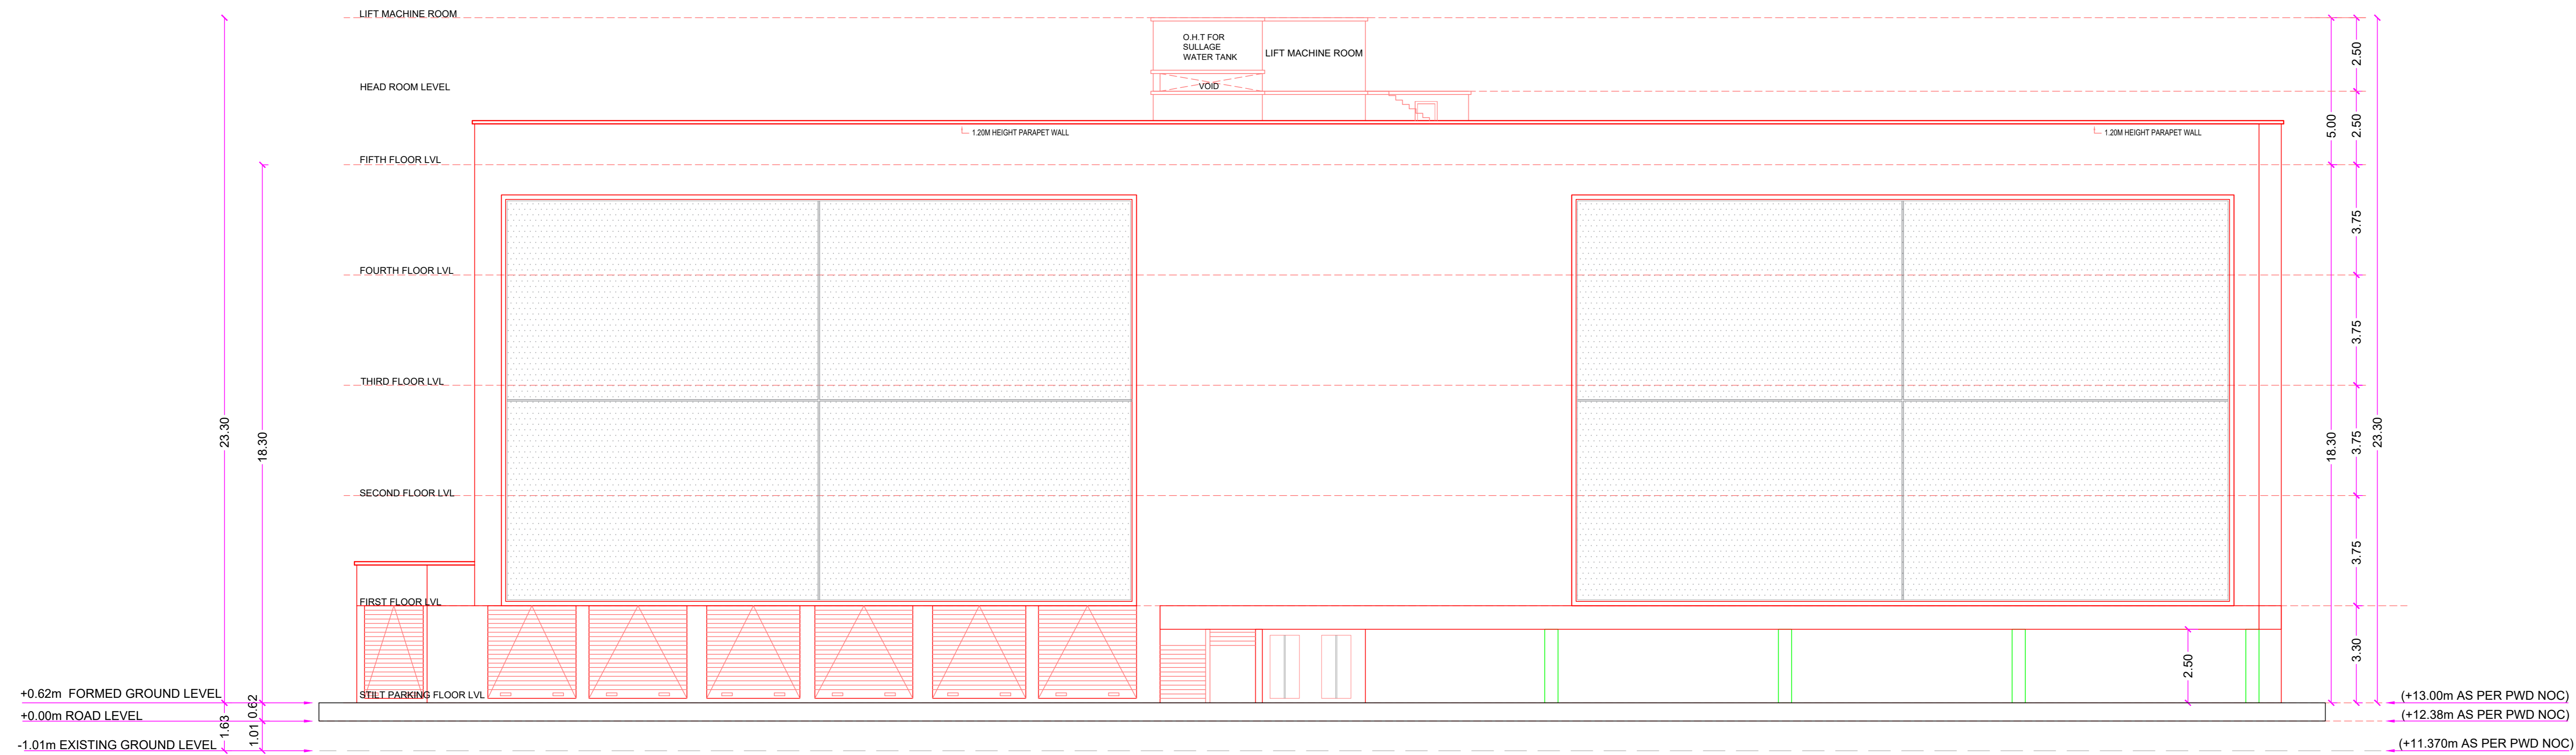 LIFT MACHINE ROOM
O.H.T FOR
SULLAGE
WATER TANK
LIFT MACHINE ROOM
2.50
HEAD ROOM LEVEL
VOID
1.20M HEIGHT PARAPET WALL
1.20M HEIGHT PARAPET WALL
5.00
2.50
FIFTH FLOOR LVL
3.75
FOURTH FLOOR LVL
3.75
THIRD FLOOR LVL
23.30
18.30
18.30
3.75
23.30
SECOND FLOOR LVL
3.75
FIRST FLOOR LVL
3.30
2.50
STILT PARKING FLOOR LVL
+0.62m FORMED GROUND LEVEL
0.62
(+13.00m AS PER PWD NOC)
+0.00m ROAD LEVEL
1.63
1.01
(+12.38m AS PER PWD NOC)
-1.01m EXISTING GROUND LEVEL
(+11.370m AS PER PWD NOC)